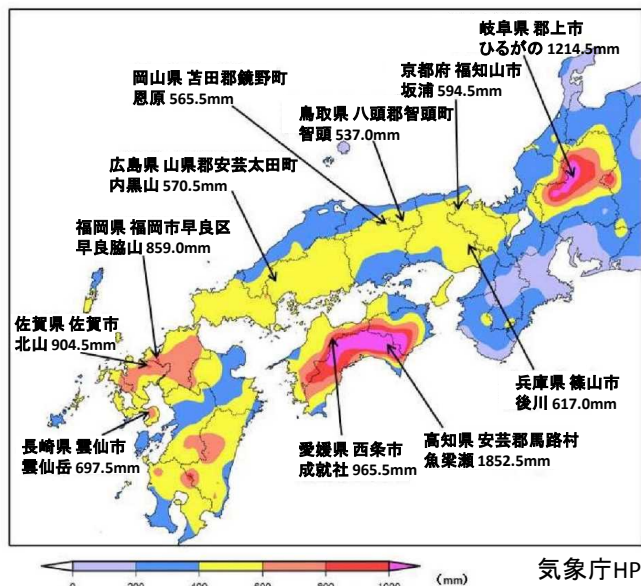 岐阜県 郡上市
ひるがの 1214.5mm
京都府 福知山市
坂浦 594.5mm
岡山県 苫田郡鏡野町
恩原 565.5mm
鳥取県 八頭郡智頭町
智頭 537.0mm
広島県 山県郡安芸太田町
内黒山 570.5mm
福岡県 福岡市早良区
早良脇山 859.0mm
佐賀県 佐賀市
北山 904.5mm
長崎県 雲仙市
雲仙岳 697.5mm
愛媛県 西条市
成就社 965.5mm
高知県 安芸郡馬路村
魚梁瀬 1852.5mm
兵庫県 篠山市
後川 617.0mm
0 200 400 600 800 1000 (mm)
気象庁HP